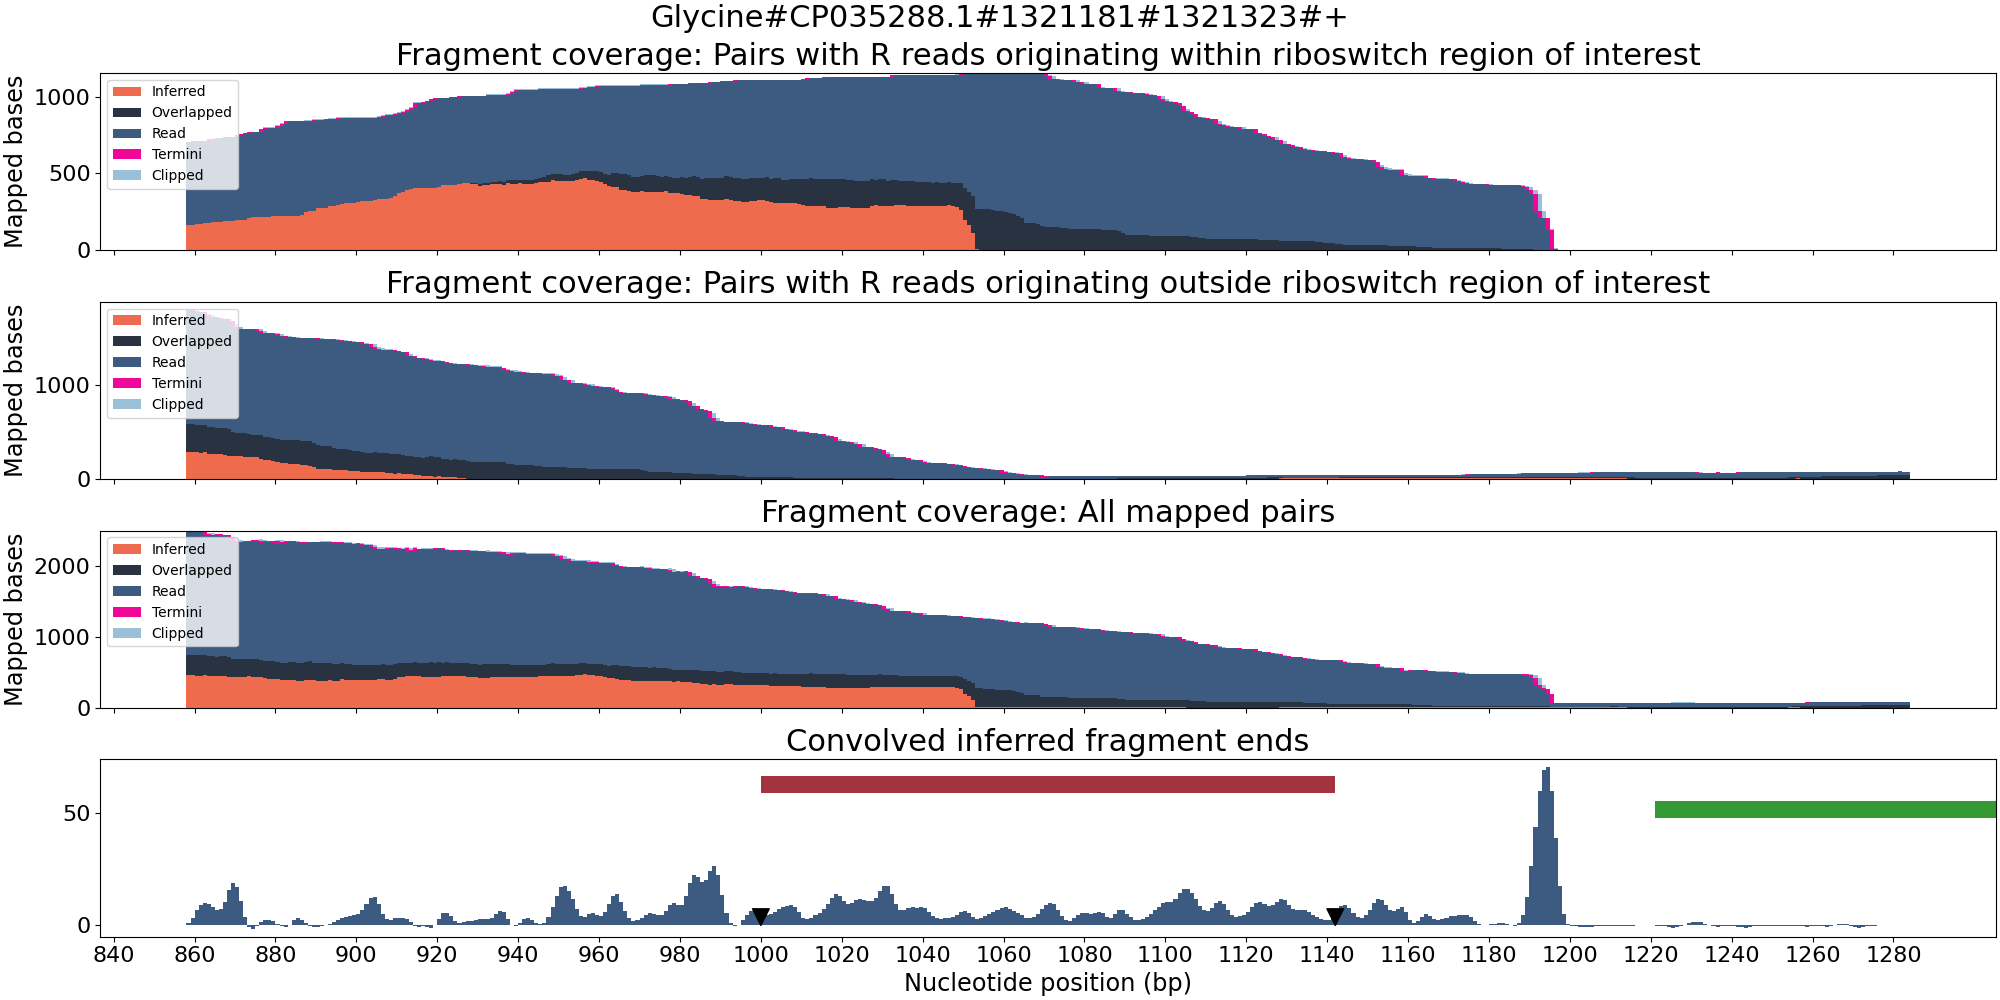 Glycine#CP035288.1#1321181#1321323#+
Fragment coverage: Pairs with R reads originating within riboswitch region of interest
Mapped bases
1000
500
0
Inferred
Overlapped
Read
Termini
Clipped
Fragment coverage: Pairs with R reads originating outside riboswitch region of interest
Mapped bases
1000
0
Inferred
Overlapped
Read
Termini
Clipped
Fragment coverage: All mapped pairs
Mapped bases
2000
1000
0
Inferred
Overlapped
Read
Termini
Clipped
Convolved inferred fragment ends
50
0
840 860 880 900 920 940 960 980 1000 1020 1040 1060 1080 1100 1120 1140 1160 1180 1200 1220 1240 1260 1280
Nucleotide position (bp)